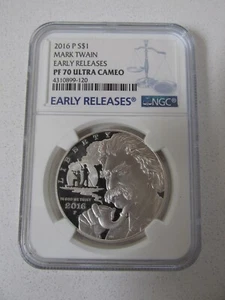 2016 P S$1
MARK TWAIN
EARLY RELEASES
PF 70 ULTRA CAMEO
4310899-120
EARLY RELEASES
NGC
LIBERTY
IN GOD WE TRUST
2016
P